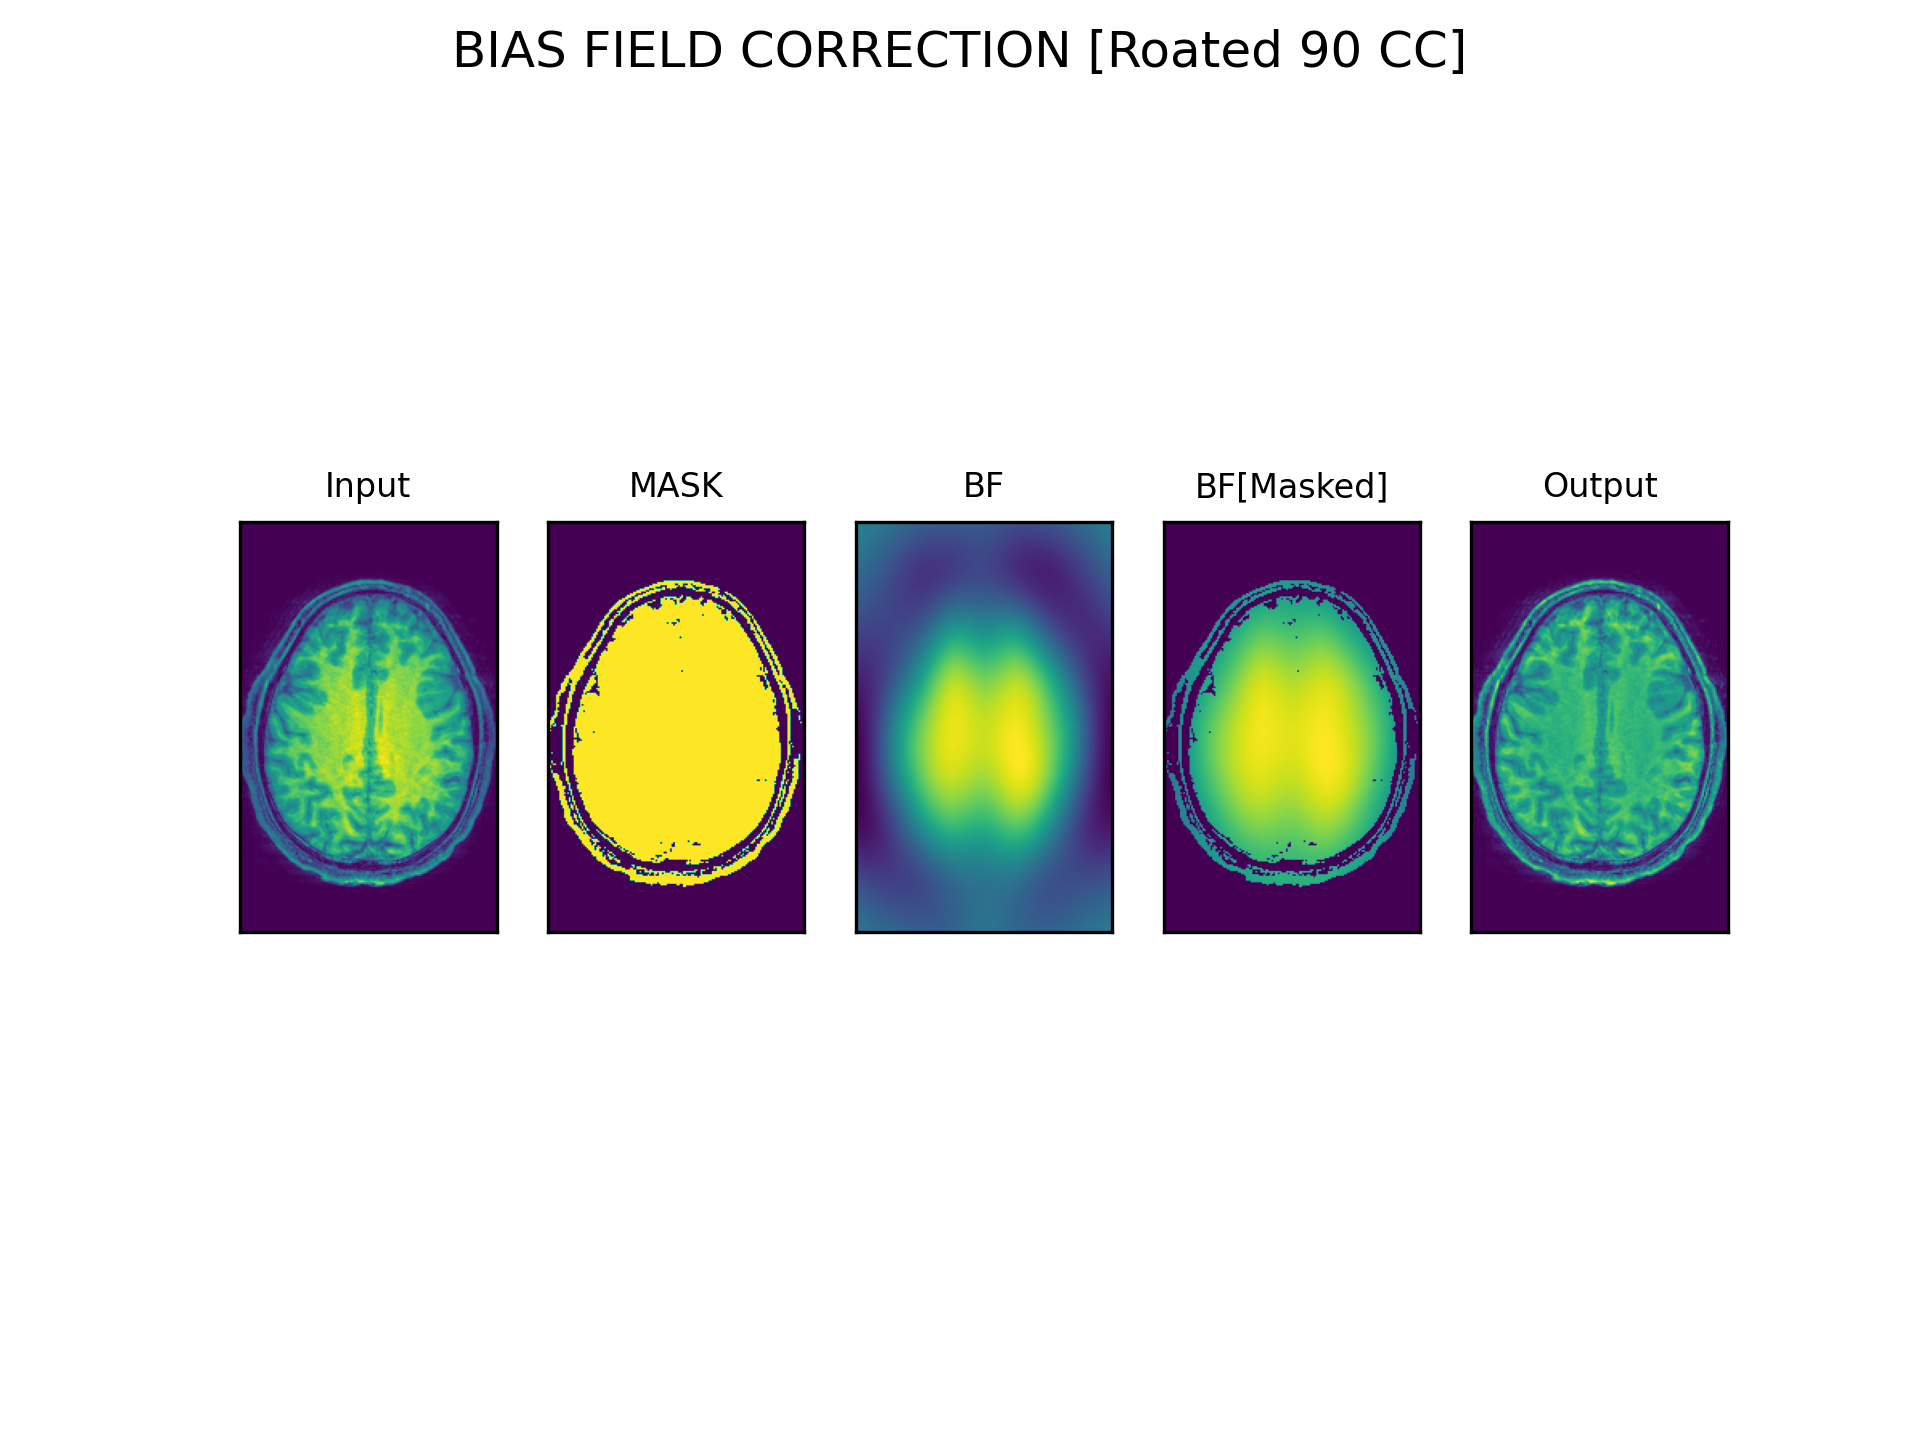 BIAS FIELD CORRECTION [Roated 90 CC]
Input
MASK
BF
BF[Masked]
Output